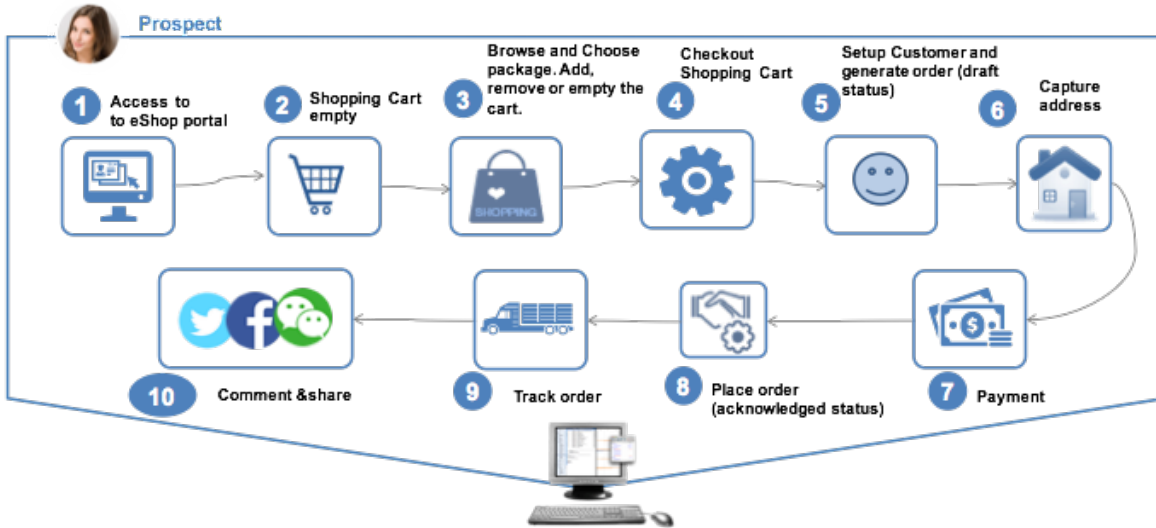 Prospect
1
Access to
to eShop portal
2
Shopping Cart
empty
3
Browse and Choose
package. Add,
remove or empty the
cart.
SHOPPING
4
Checkout
Shopping Cart
5
Setup Customer and
generate order (draft
status)
6
Capture
address
10
Comment &share
9
Track order
8
Place order
(acknowledged status)
7
Payment
$